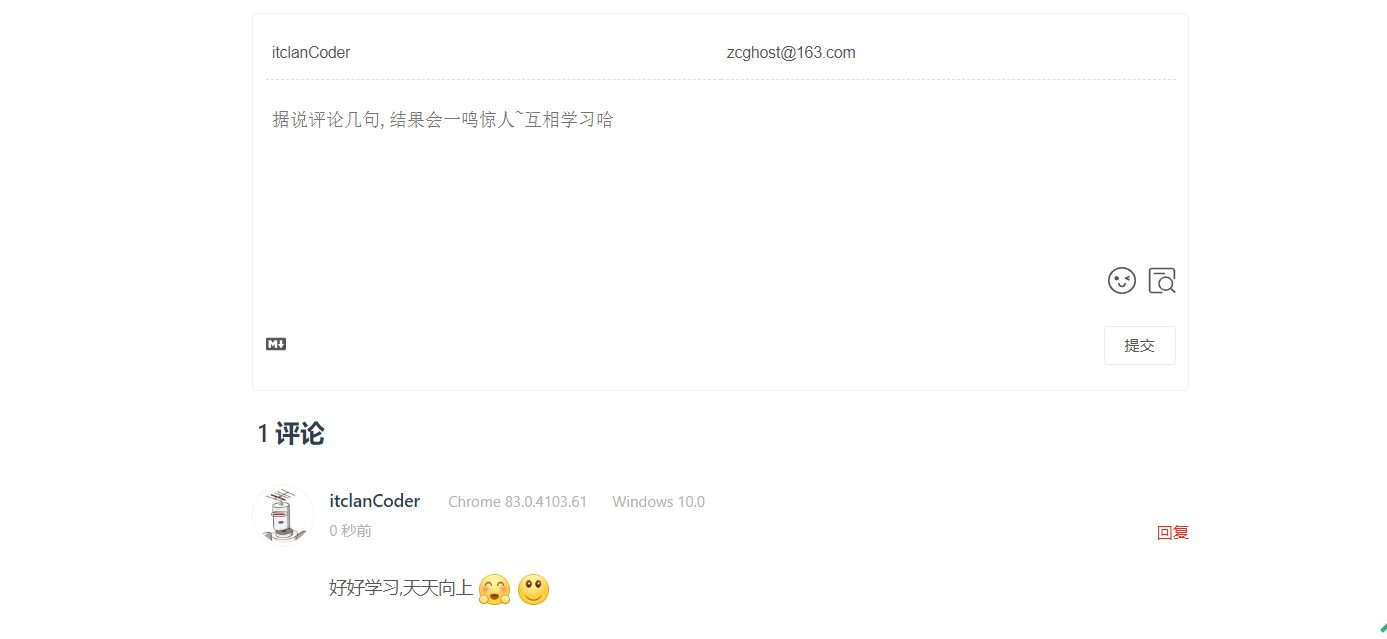 itclanCoder zcghost@163.com
据说评论几句, 结果会一鸣惊人~互相学习哈
M↓
提交
1 评论
itclanCoder Chrome 83.0.4103.61 Windows 10.0
0 秒前
回复
好好学习,天天向上